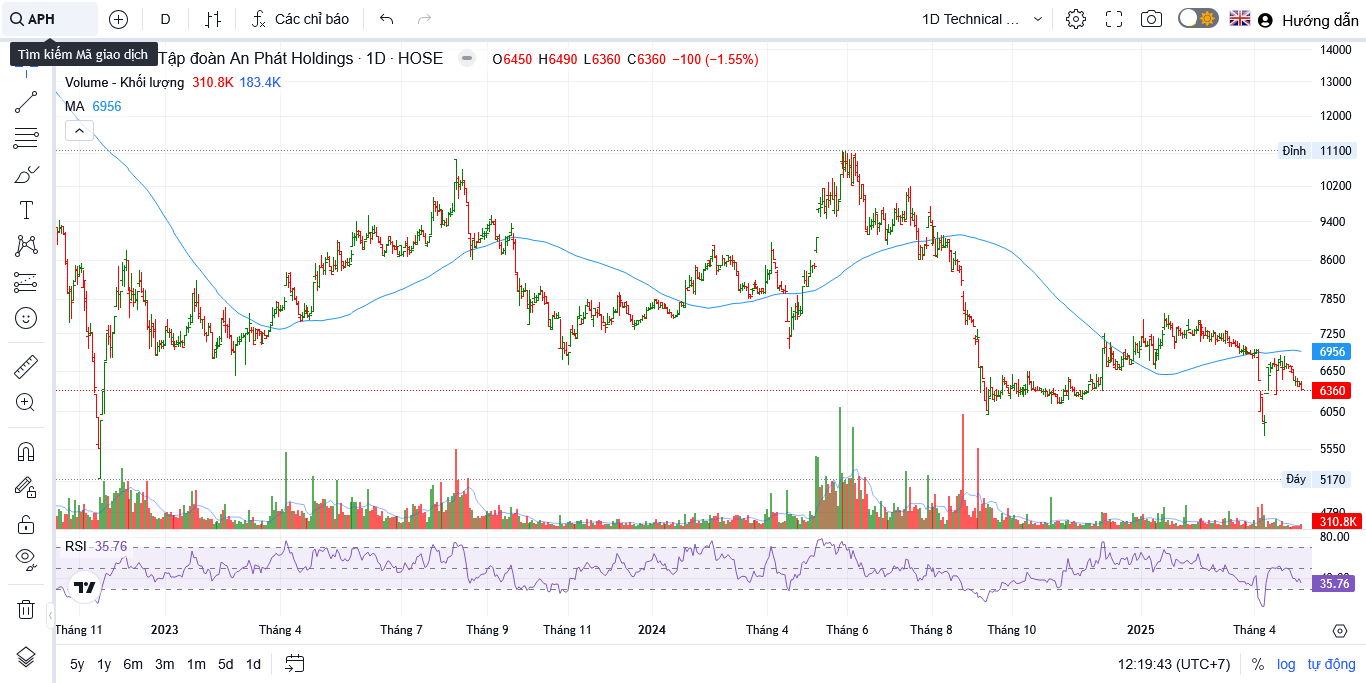 APH
D
Các chỉ báo
1D Technical ...
Hướng dẫn
Tìm kiếm Mã giao dịch
Tập đoàn An Phát Holdings · 1D · HOSE
O6450 H6490 L6360 C6360 −100 (−1.55%)
Volume - Khối lượng 310.8K 183.4K
MA 6956
14000
13000
12000
Đỉnh 11100
10200
9400
8600
7850
7250
6956
6650
6360
6050
5550
Đáy 5170
4790
310.8K
RSI 35.76
80.00
35.76
Tháng 11 2023 Tháng 4 Tháng 7 Tháng 9 Tháng 11 2024 Tháng 4 Tháng 6 Tháng 8 Tháng 10 2025 Tháng 4
5y 1y 6m 3m 1m 5d 1d
12:19:43 (UTC+7) % log tự động